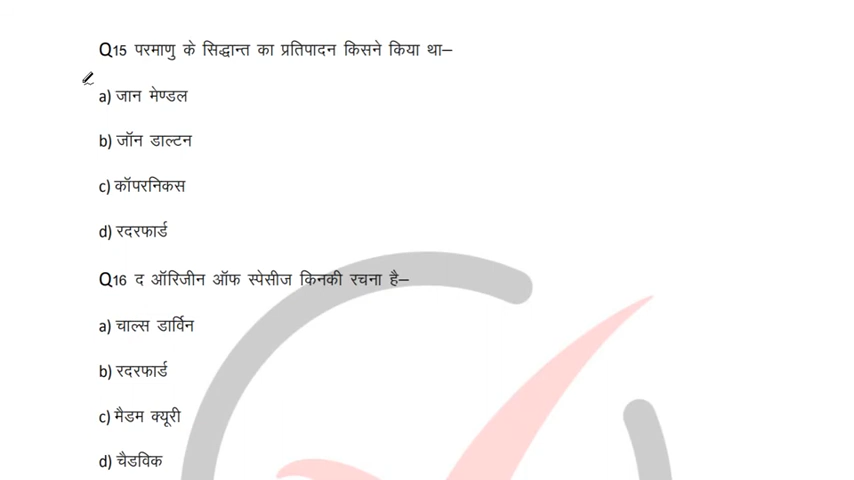 Q15 परमाणु के सिद्धान्त का प्रतिपादन किसने किया था–
a) जान मेण्डल
b) जॉन डाल्टन
c) कॉपरनिकस
d) रदरफार्ड
Q16 द ऑरिजीन ऑफ स्पेसीज किनकी रचना है–
a) चाल्स डार्विन
b) रदरफार्ड
c) मैडम क्यूरी
d) चैडविक